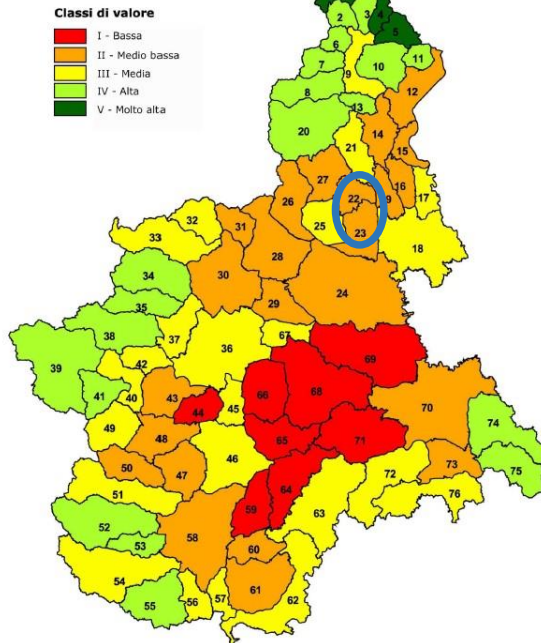 Classi di valore
I - Bassa
II - Medio bassa
III - Media
IV - Alta
V - Molto alta
2 3 4
5
6
7 9 10 11
8 12
13
20 14
21 15
27 16
26 22 9 17
32 31 25 23
33 18
28
34 30 24
35 29
38 37 67
39 36 69
42
41 40 43 66 68
44 45 70
49 48 65 71 74
50 47 46 73 75
51 72
64 76
52 59 63
53 58
60
54 61
55 56 57 62